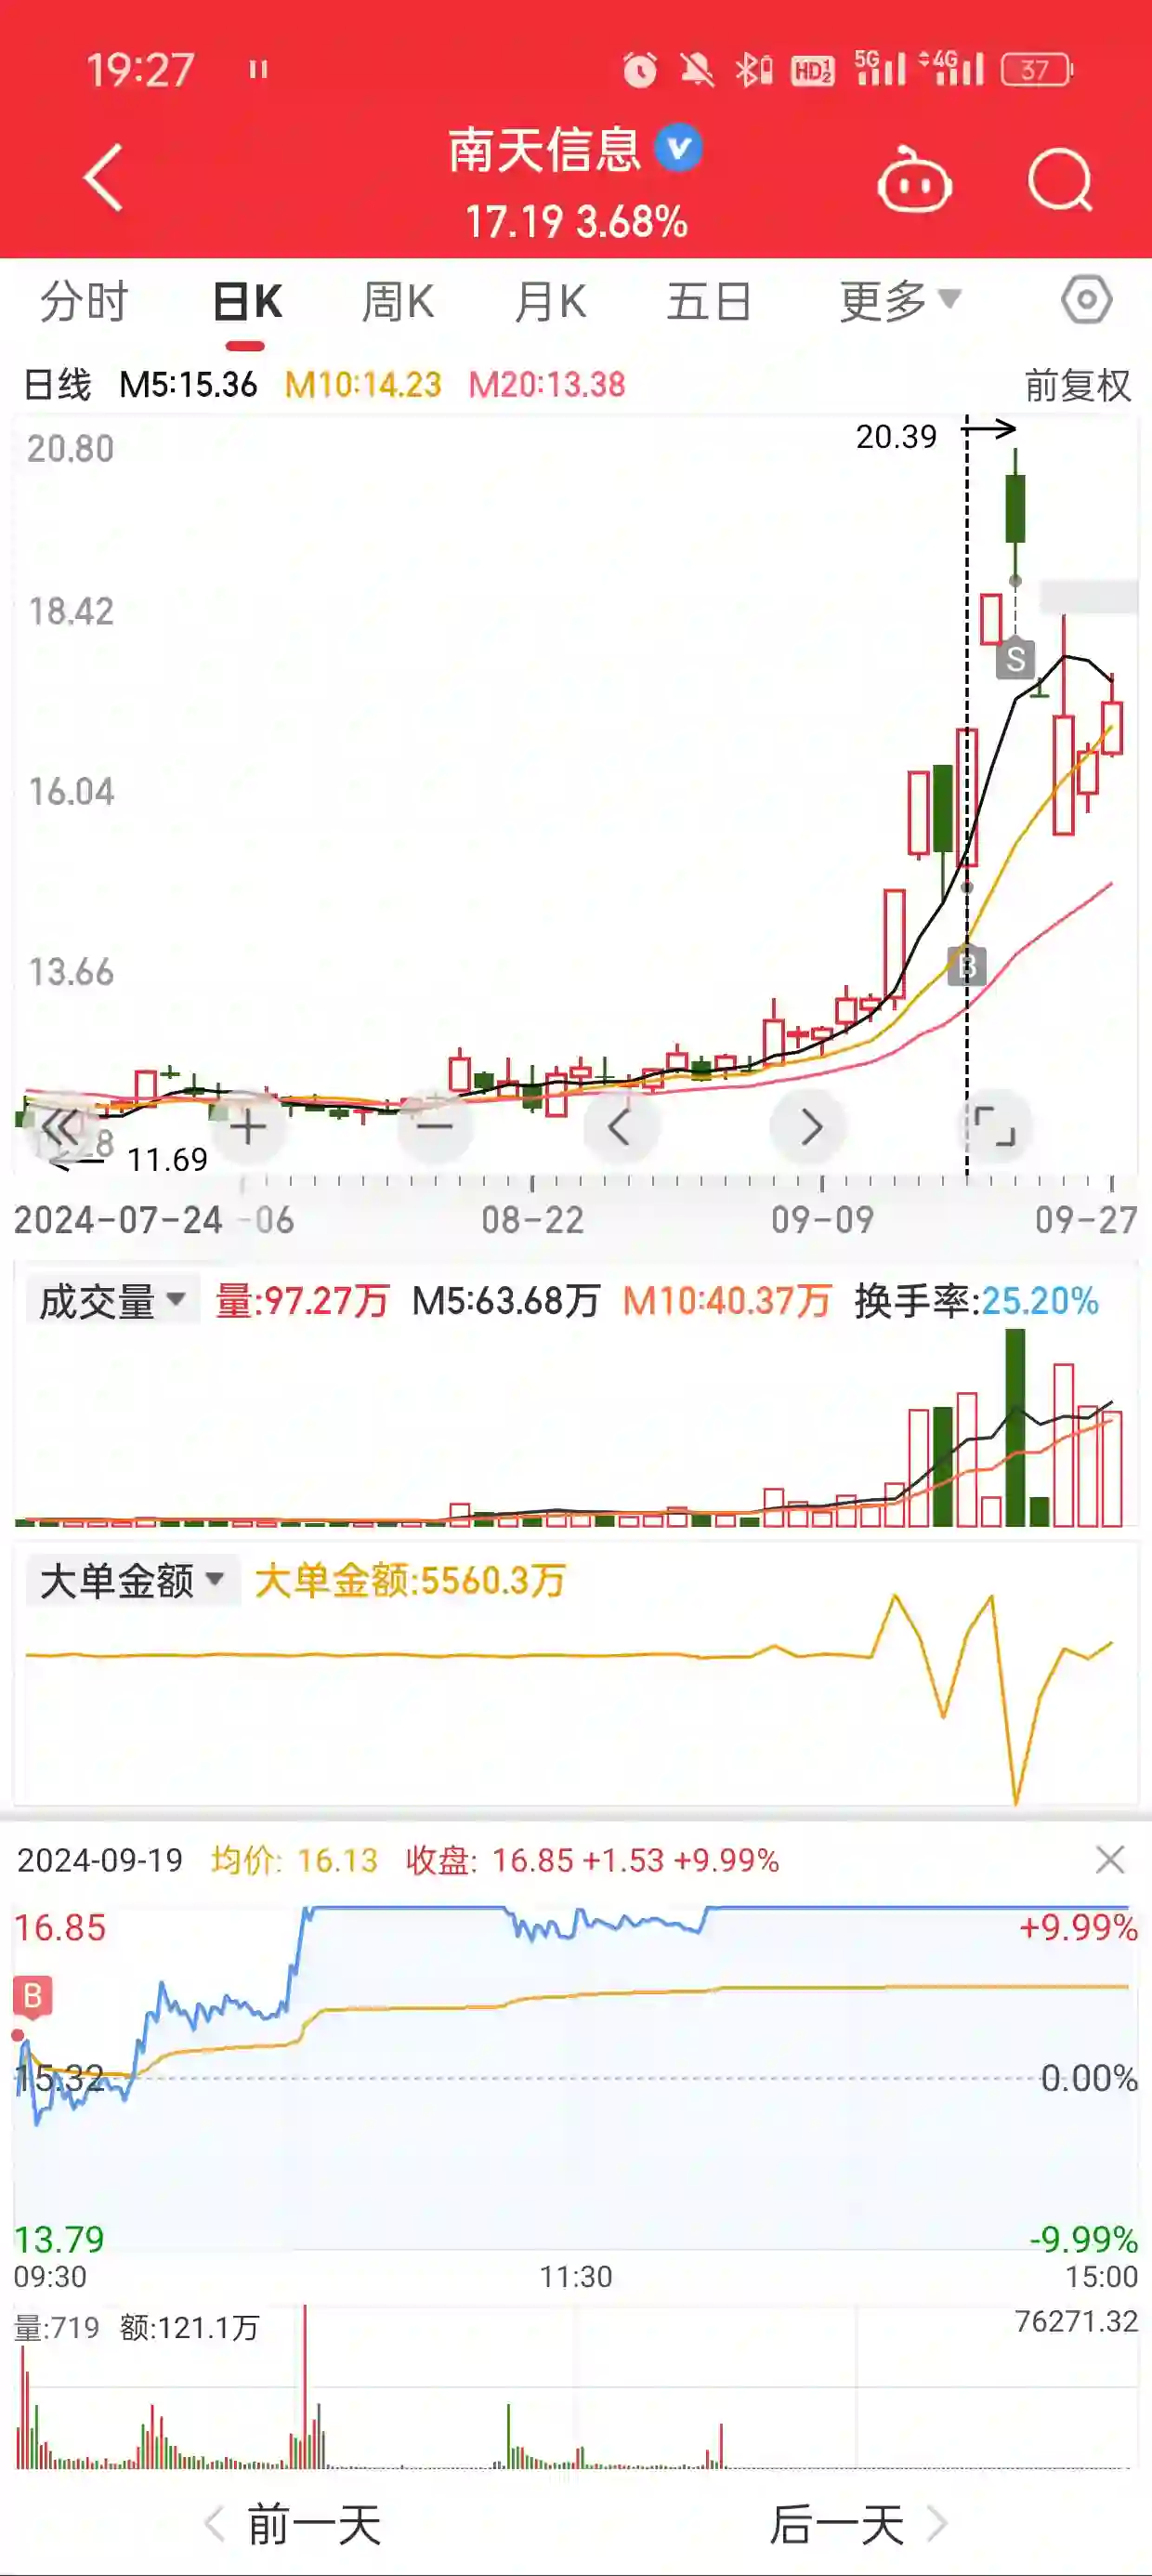 19:27 HD 1 2 5G 4G 37
南天信息
17.19 3.68%
分时 日K 周K 月K 五日 更多
日线 M5:15.36 M10:14.23 M20:13.38 前复权
20.80
20.39
18.42
S
16.04
13.66
B
11.69
2024-07-24 -06 08-22 09-09 09-27
成交量 量:97.27万 M5:63.68万 M10:40.37万 换手率:25.20%
大单金额 大单金额:5560.3万
2024-09-19 均价: 16.13 收盘: 16.85 +1.53 +9.99%
16.85 +9.99%
B
15.32 0.00%
13.79 -9.99%
09:30 11:30 15:00
量:719 额:121.1万 76271.32
前一天 后一天